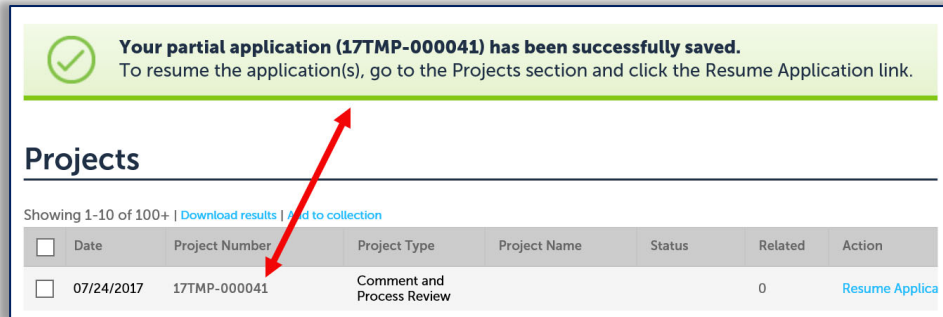 Your partial application (17TMP-000041) has been successfully saved.
To resume the application(s), go to the Projects section and click the Resume Application link.
Projects
Showing 1-10 of 100+ | Download results | Add to collection
Date Project Number Project Type Project Name Status Related Action
07/24/2017 17TMP-000041 Comment and Process Review 0 Resume Applica